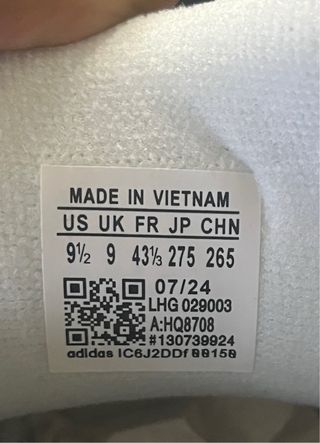 MADE IN VIETNAM
US UK FR JP CHN
9½ 9 43⅓ 275 265
07/24
LHG 029003
A:HQ8708
#130739924
adidas IC6J2DDf00150